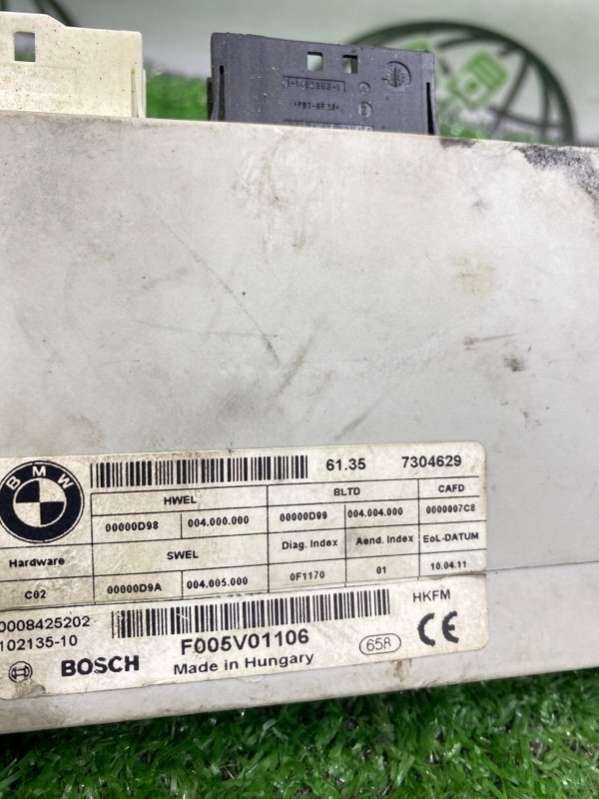 >PBT-GF
BMW
61.35 7304629
HWEL BLTD CAFD
00000D98 004.000.000 00000D99 004.004.000 0000007C8
Hardware SWEL Diag. Index Aend. Index EoL-DATUM
C02 00000D9A 004.005.000 0F1170 01 10.04.11
0008425202 HKFM
102135-10 F005V01106 658 CE
BOSCH Made in Hungary